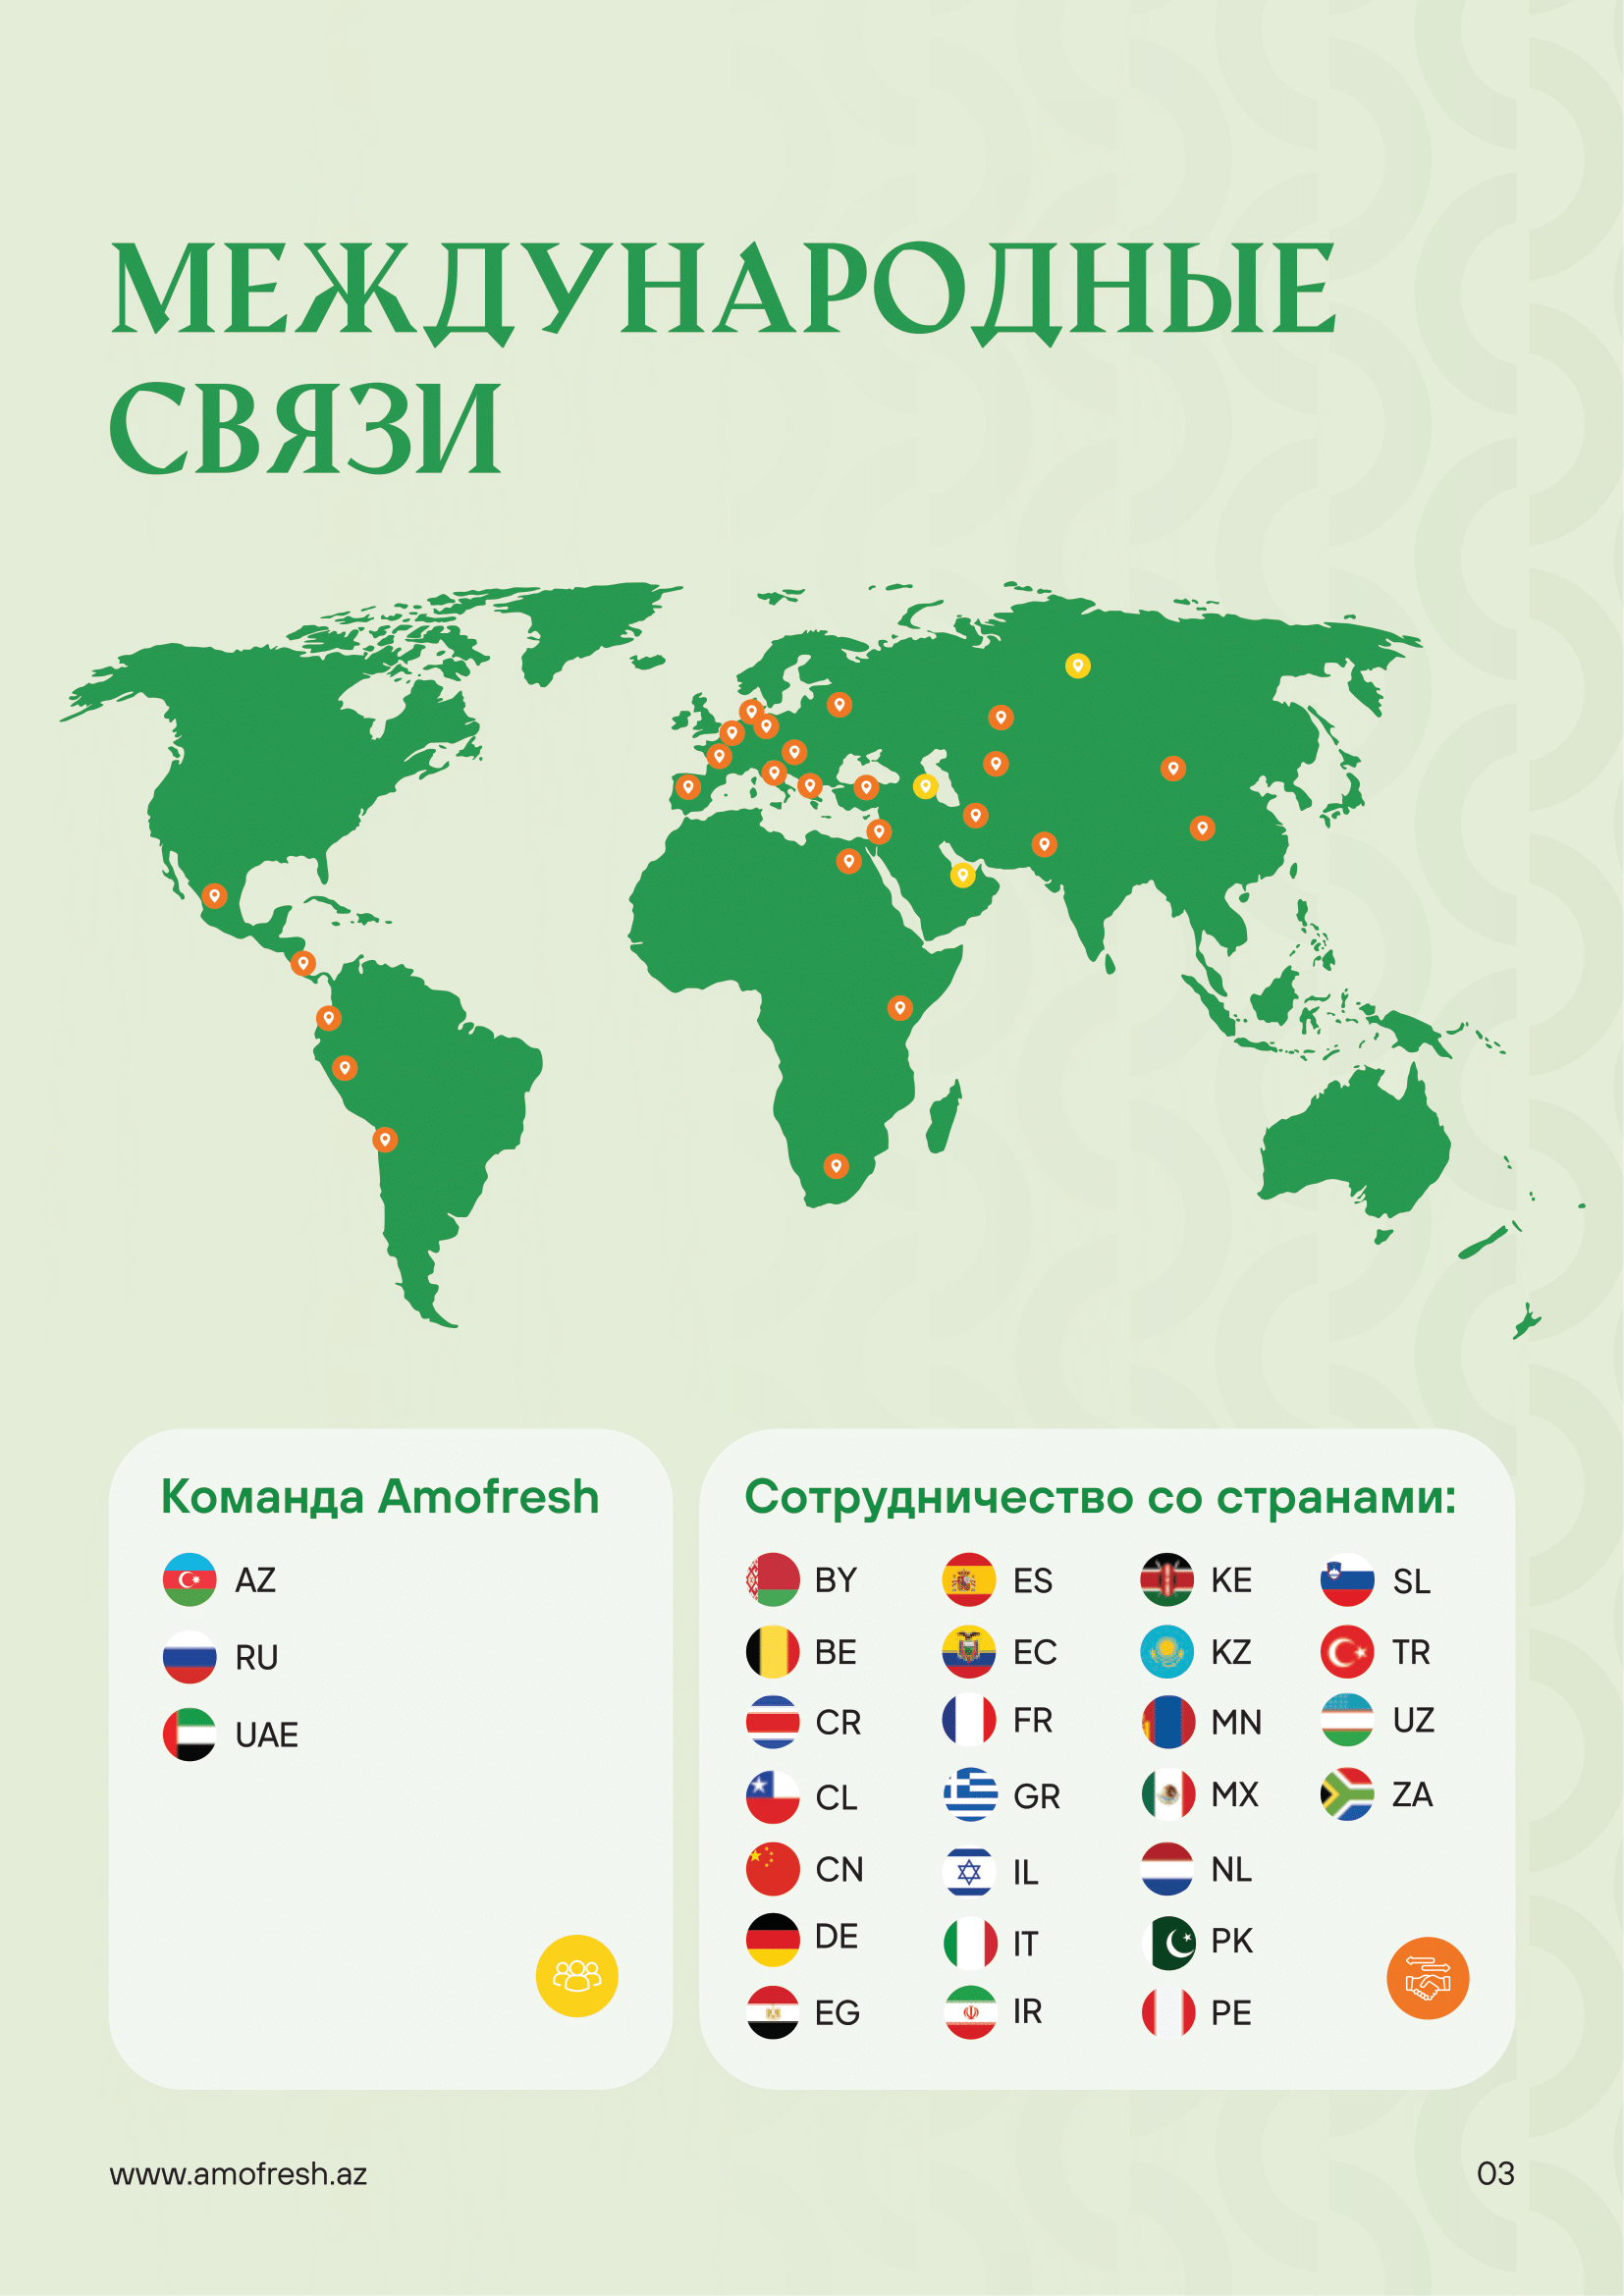 МЕЖДУНАРОДНЫЕ
СВЯЗИ
Команда Amofresh
AZ
RU
UAE
Сотрудничество со странами:
BY
BE
CR
CL
CN
DE
EG
ES
EC
FR
GR
IL
IT
IR
KE
KZ
MN
MX
NL
PK
PE
SL
TR
UZ
ZA
www.amofresh.az
03